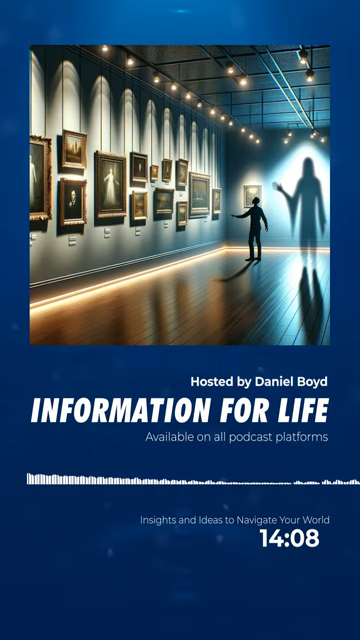 Hosted by Daniel Boyd
INFORMATION FOR LIFE
Available on all podcast platforms
Insights and Ideas to Navigate Your World
14:08